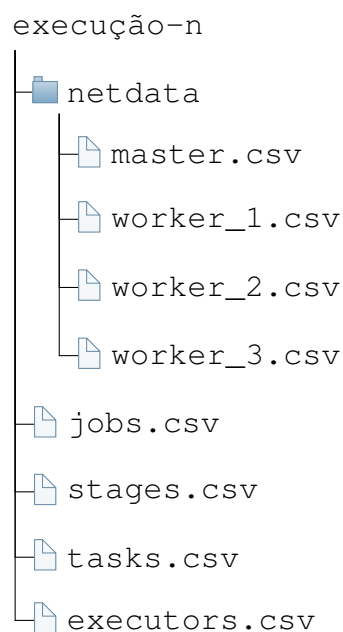 execução-n
netdata
master.csv
worker_1.csv
worker_2.csv
worker_3.csv
jobs.csv
stages.csv
tasks.csv
executors.csv